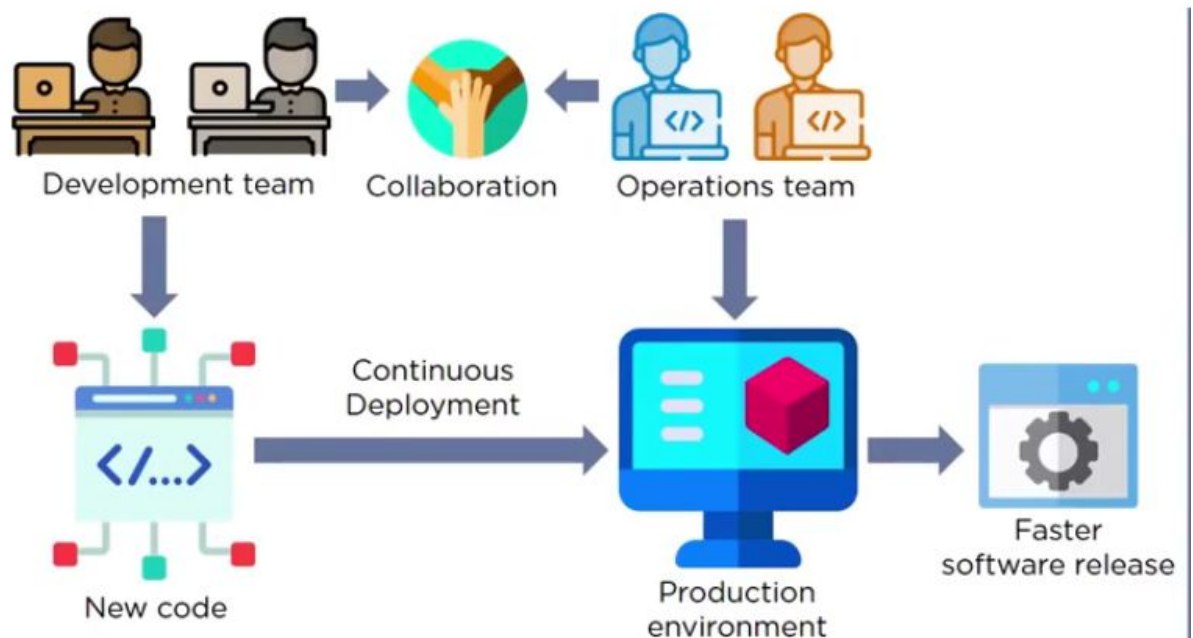 Development team
Collaboration
Operations team
</>
</>
Continuous
Deployment
</...>
New code
Production
environment
Faster
software release